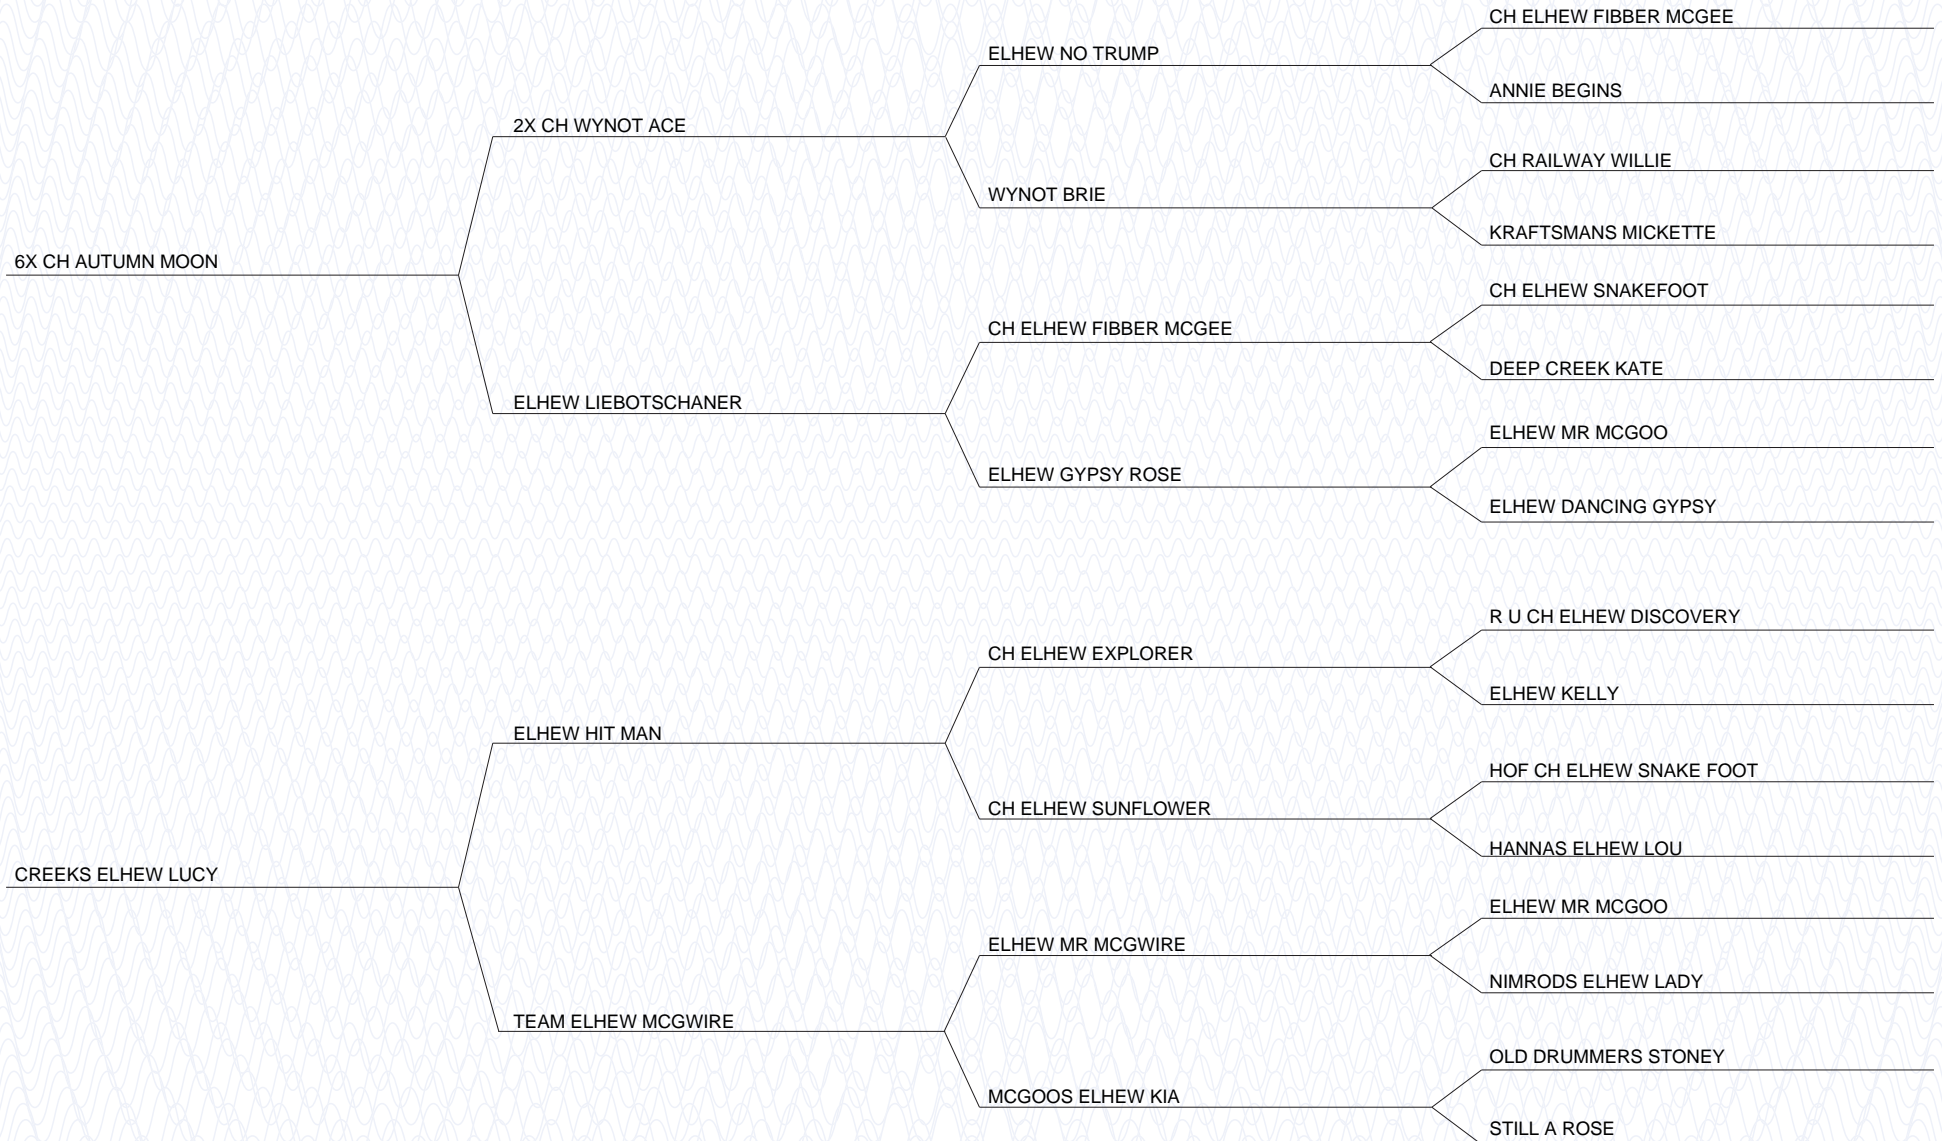 CH ELHEW FIBBER MCGEE
ELHEW NO TRUMP
ANNIE BEGINS
2X CH WYNOT ACE
CH RAILWAY WILLIE
WYNOT BRIE
KRAFTSMANS MICKETTE
6X CH AUTUMN MOON
CH ELHEW SNAKEFOOT
CH ELHEW FIBBER MCGEE
DEEP CREEK KATE
ELHEW LIEBOTSCHANER
ELHEW MR MCGOO
ELHEW GYPSY ROSE
ELHEW DANCING GYPSY
R U CH ELHEW DISCOVERY
CH ELHEW EXPLORER
ELHEW KELLY
ELHEW HIT MAN
HOF CH ELHEW SNAKE FOOT
CH ELHEW SUNFLOWER
HANNAS ELHEW LOU
CREEKS ELHEW LUCY
ELHEW MR MCGOO
ELHEW MR MCGWIRE
NIMRODS ELHEW LADY
TEAM ELHEW MCGWIRE
OLD DRUMMERS STONEY
MCGOOS ELHEW KIA
STILL A ROSE